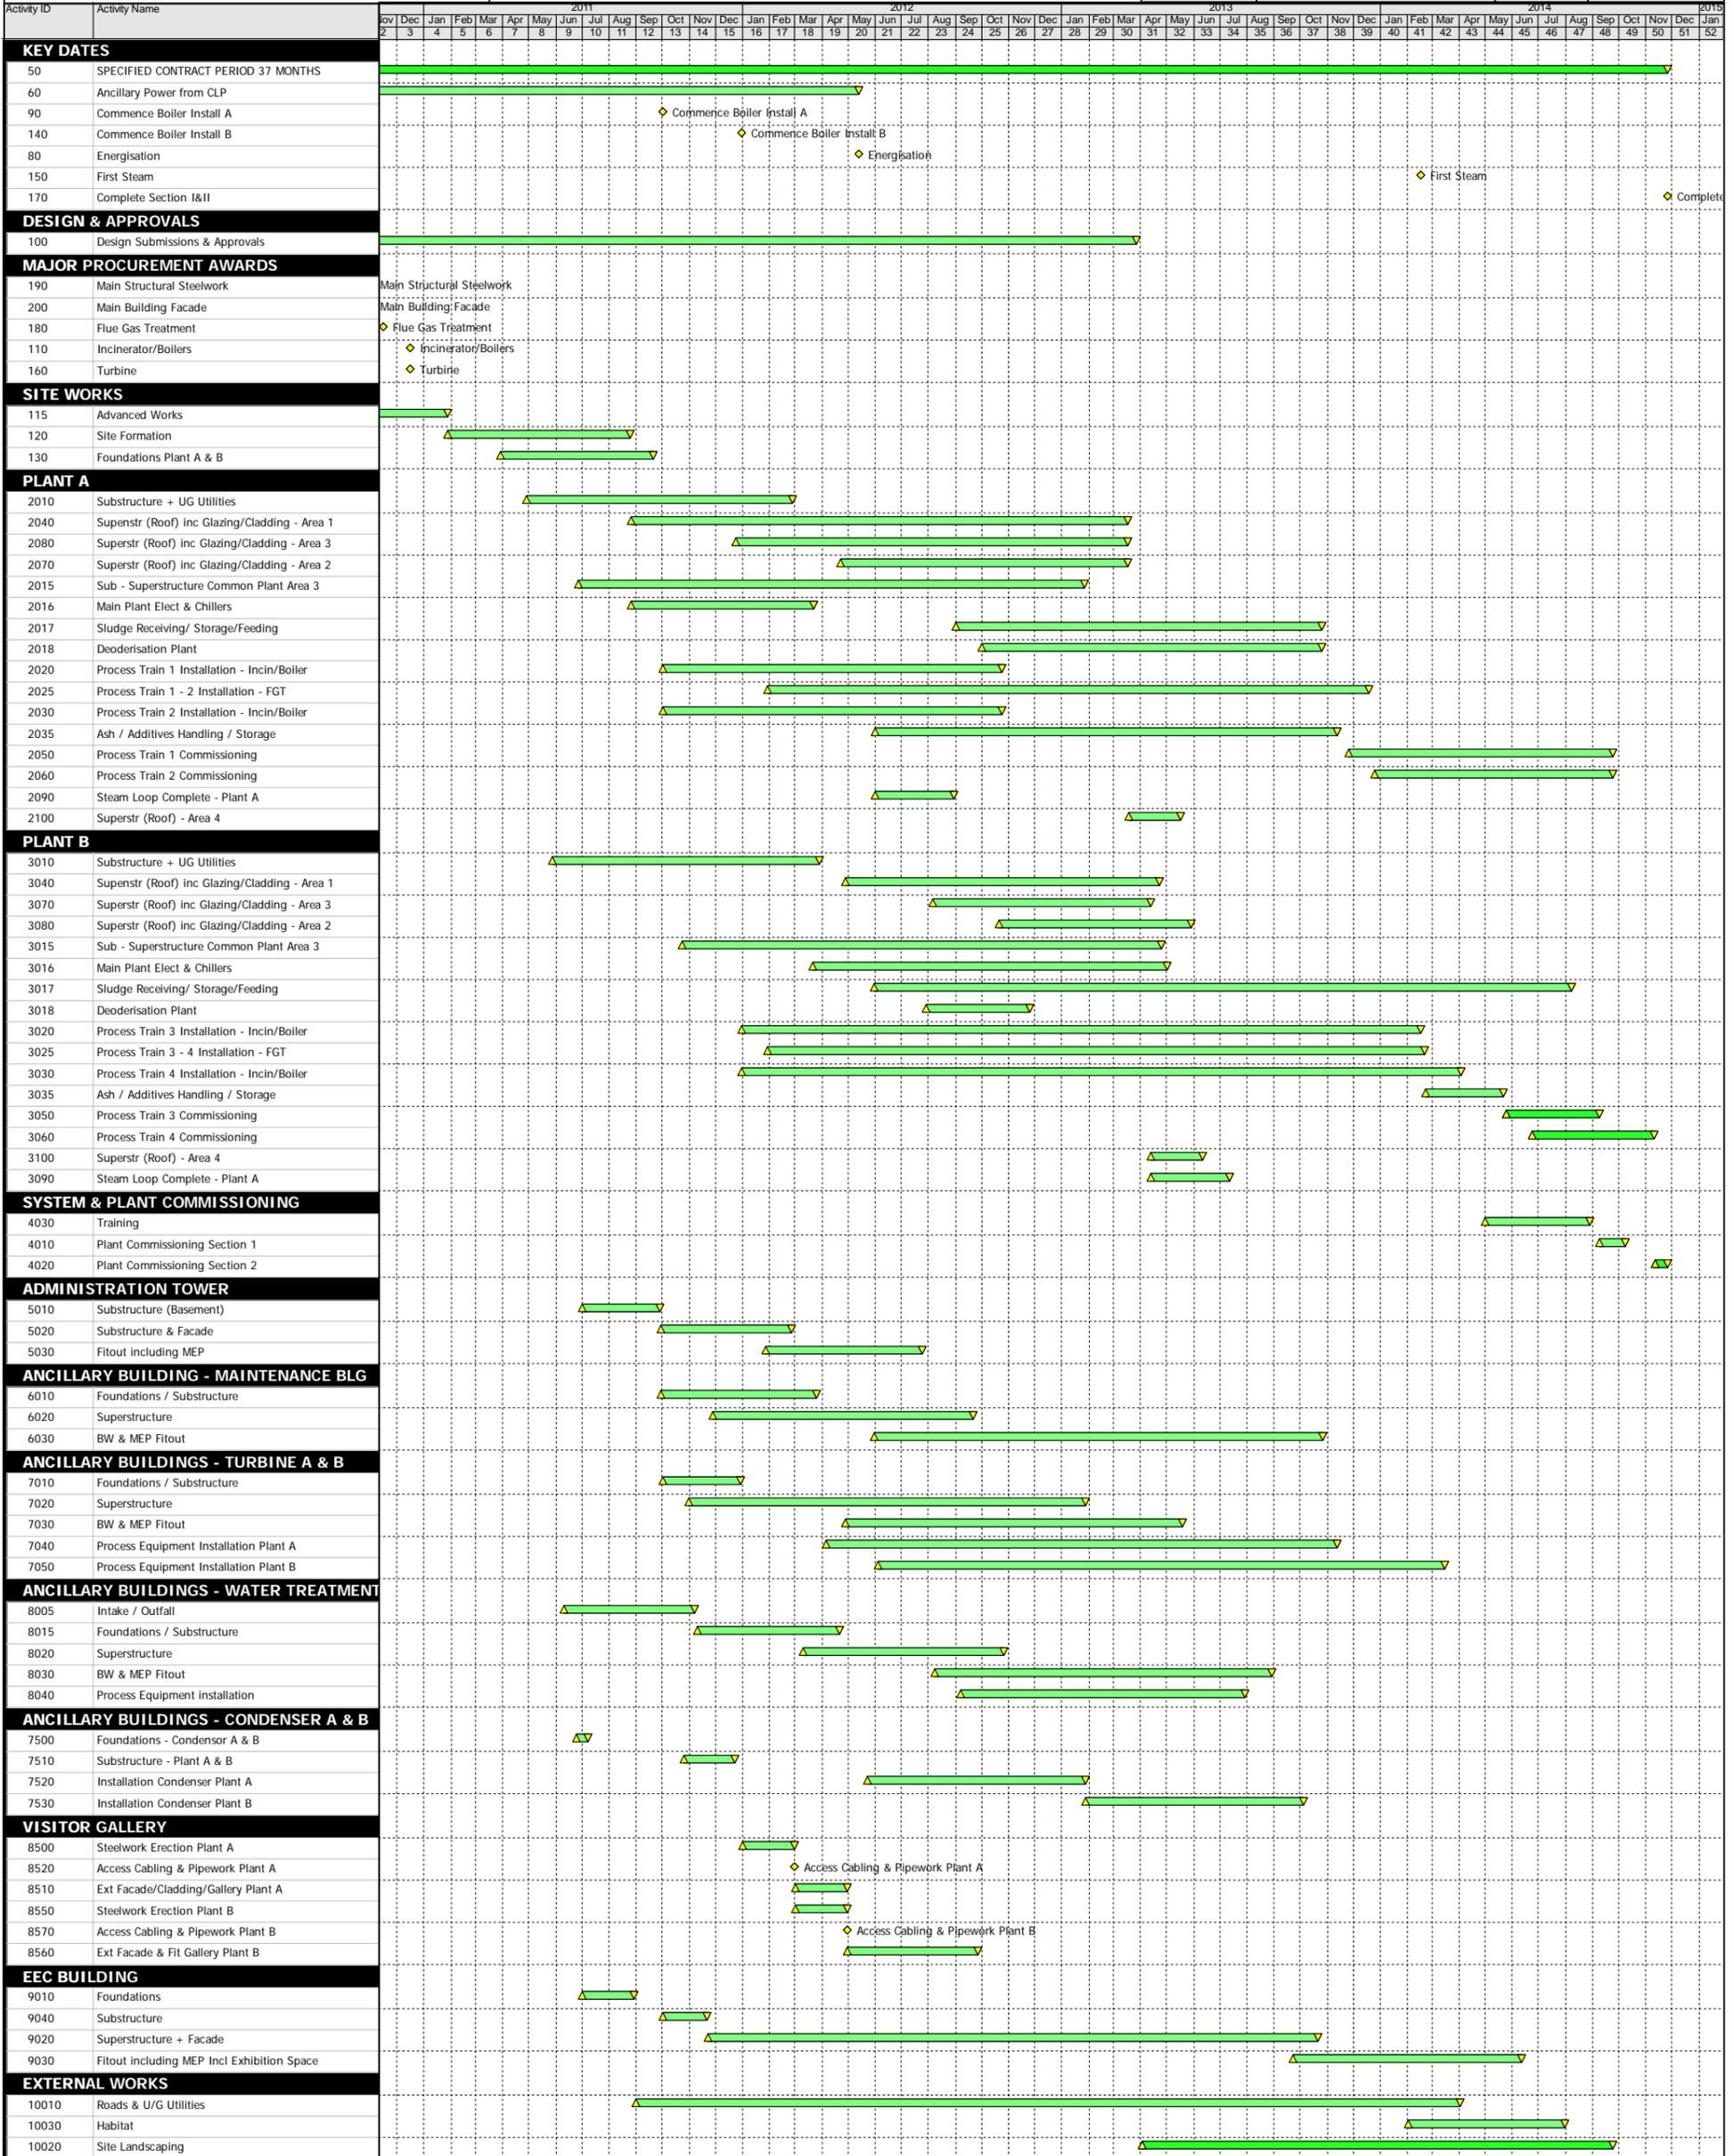 Activity ID Activity Name 2011 2012 2013 2014 2015
Nov Dec Jan Feb Mar Apr May Jun Jul Aug Sep Oct Nov Dec Jan Feb Mar Apr May Jun Jul Aug Sep Oct Nov Dec Jan Feb Mar Apr May Jun Jul Aug Sep Oct Nov Dec Jan Feb Mar Apr May Jun Jul Aug Sep Oct Nov Dec Jan
2 3 4 5 6 7 8 9 10 11 12 13 14 15 16 17 18 19 20 21 22 23 24 25 26 27 28 29 30 31 32 33 34 35 36 37 38 39 40 41 42 43 44 45 46 47 48 49 50 51 52
KEY DATES
50 SPECIFIED CONTRACT PERIOD 37 MONTHS
60 Ancillary Power from CLP
90 Commence Boiler Install A Commence Boiler Install A
140 Commence Boiler Install B Commence Boiler Install B
80 Energisation Energisation
150 First Steam First Steam
170 Complete Section I&II Complete
DESIGN & APPROVALS
100 Design Submissions & Approvals
MAJOR PROCUREMENT AWARDS
190 Main Structural Steelwork Main Structural Steelwork
200 Main Building Facade Main Building Facade
180 Flue Gas Treatment Flue Gas Treatment
110 Incinerator/Boilers Incinerator/Boilers
160 Turbine Turbine
SITE WORKS
115 Advanced Works
120 Site Formation
130 Foundations Plant A & B
PLANT A
2010 Substructure + UG Utilities
2040 Supenstr (Roof) inc Glazing/Cladding - Area 1
2080 Superstr (Roof) inc Glazing/Cladding - Area 3
2070 Superstr (Roof) inc Glazing/Cladding - Area 2
2015 Sub - Superstructure Common Plant Area 3
2016 Main Plant Elect & Chillers
2017 Sludge Receiving/ Storage/Feeding
2018 Deoderisation Plant
2020 Process Train 1 Installation - Incin/Boiler
2025 Process Train 1 - 2 Installation - FGT
2030 Process Train 2 Installation - Incin/Boiler
2035 Ash / Additives Handling / Storage
2050 Process Train 1 Commissioning
2060 Process Train 2 Commissioning
2090 Steam Loop Complete - Plant A
2100 Superstr (Roof) - Area 4
PLANT B
3010 Substructure + UG Utilities
3040 Supenstr (Roof) inc Glazing/Cladding - Area 1
3070 Superstr (Roof) inc Glazing/Cladding - Area 3
3080 Superstr (Roof) inc Glazing/Cladding - Area 2
3015 Sub - Superstructure Common Plant Area 3
3016 Main Plant Elect & Chillers
3017 Sludge Receiving/ Storage/Feeding
3018 Deoderisation Plant
3020 Process Train 3 Installation - Incin/Boiler
3025 Process Train 3 - 4 Installation - FGT
3030 Process Train 4 Installation - Incin/Boiler
3035 Ash / Additives Handling / Storage
3050 Process Train 3 Commissioning
3060 Process Train 4 Commissioning
3100 Superstr (Roof) - Area 4
3090 Steam Loop Complete - Plant A
SYSTEM & PLANT COMMISSIONING
4030 Training
4010 Plant Commissioning Section 1
4020 Plant Commissioning Section 2
ADMINISTRATION TOWER
5010 Substructure (Basement)
5020 Substructure & Facade
5030 Fitout including MEP
ANCILLARY BUILDING - MAINTENANCE BLG
6010 Foundations / Substructure
6020 Superstructure
6030 BW & MEP Fitout
ANCILLARY BUILDINGS - TURBINE A & B
7010 Foundations / Substructure
7020 Superstructure
7030 BW & MEP Fitout
7040 Process Equipment Installation Plant A
7050 Process Equipment Installation Plant B
ANCILLARY BUILDINGS - WATER TREATMENT
8005 Intake / Outfall
8015 Foundations / Substructure
8020 Superstructure
8030 BW & MEP Fitout
8040 Process Equipment installation
ANCILLARY BUILDINGS - CONDENSER A & B
7500 Foundations - Condensor A & B
7510 Substructure - Plant A & B
7520 Installation Condenser Plant A
7530 Installation Condenser Plant B
VISITOR GALLERY
8500 Steelwork Erection Plant A
8520 Access Cabling & Pipework Plant A Access Cabling & Pipework Plant A
8510 Ext Facade/Cladding/Gallery Plant A
8550 Steelwork Erection Plant B
8570 Access Cabling & Pipework Plant B Access Cabling & Pipework Plant B
8560 Ext Facade & Fit Gallery Plant B
EEC BUILDING
9010 Foundations
9040 Substructure
9020 Superstructure + Facade
9030 Fitout including MEP Incl Exhibition Space
EXTERNAL WORKS
10010 Roads & U/G Utilities
10030 Habitat
10020 Site Landscaping